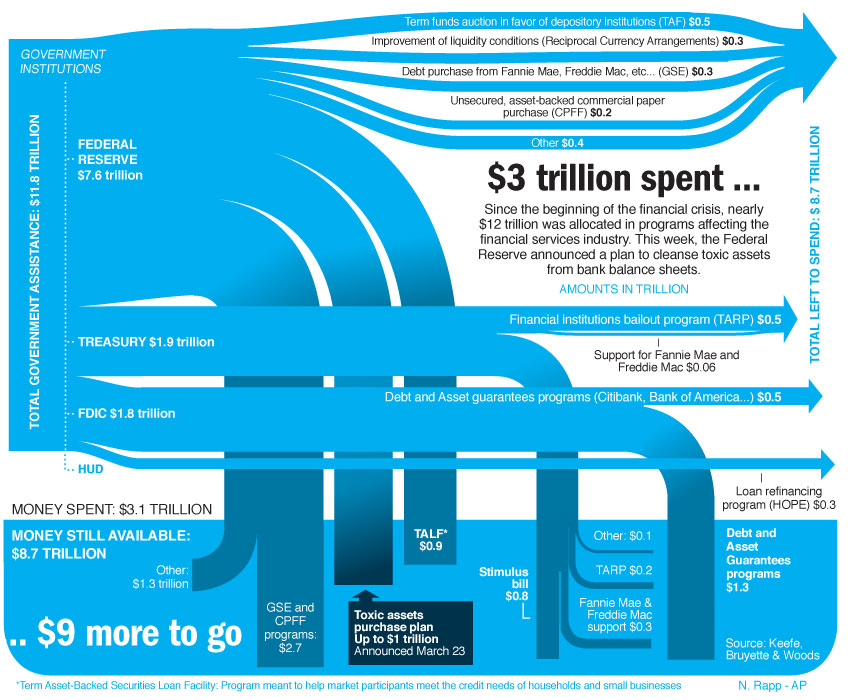 Term funds auction in favor of depository institutions (TAF) $0.5
Improvement of liquidity conditions (Reciprocal Currency Arrangements) $0.3
Debt purchase from Fannie Mae, Freddie Mac, etc... (GSE) $0.3
Unsecured, asset-backed commercial paper
purchase (CPFF) $0.2
Other $0.4
GOVERNMENT
INSTITUTIONS
TOTAL GOVERNMENT ASSISTANCE: $11.8 TRILLION
FEDERAL
RESERVE
$7.6 trillion
$3 trillion spent ...
Since the beginning of the financial crisis, nearly
$12 trillion was allocated in programs affecting the
financial services industry. This week, the Federal
Reserve announced a plan to cleanse toxic assets
from bank balance sheets.
AMOUNTS IN TRILLION
TOTAL LEFT TO SPEND: $ 8.7 TRILLION
Financial institutions bailout program (TARP) $0.5
TREASURY $1.9 trillion
Support for Fannie Mae and
Freddie Mac $0.06
Debt and Asset guarantees programs (Citibank, Bank of America...) $0.5
FDIC $1.8 trillion
HUD
Loan refinancing
program (HOPE) $0.3
MONEY SPENT: $3.1 TRILLION
MONEY STILL AVAILABLE:
$8.7 TRILLION
Other:
$1.3 trillion
GSE and
CPFF
programs:
$2.7
TALF*
$0.9
Toxic assets
purchase plan
Up to $1 trillion
Announced March 23
Stimulus
bill
$0.8
Other: $0.1
TARP $0.2
Fannie Mae &
Freddie Mac
support $0.3
Debt and
Asset
Guarantees
programs
$1.3
.. $9 more to go
Source: Keefe,
Bruyette & Woods
*Term Asset-Backed Securities Loan Facility: Program meant to help market participants meet the credit needs of households and small businesses
N. Rapp - AP